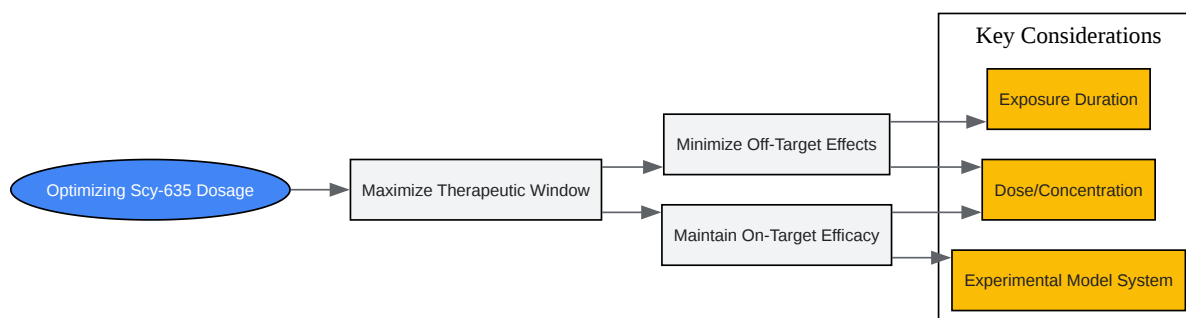 Key Considerations
Exposure Duration
Minimize Off-Target Effects
Optimizing Scy-635 Dosage
Maximize Therapeutic Window
Dose/Concentration
Maintain On-Target Efficacy
Experimental Model System